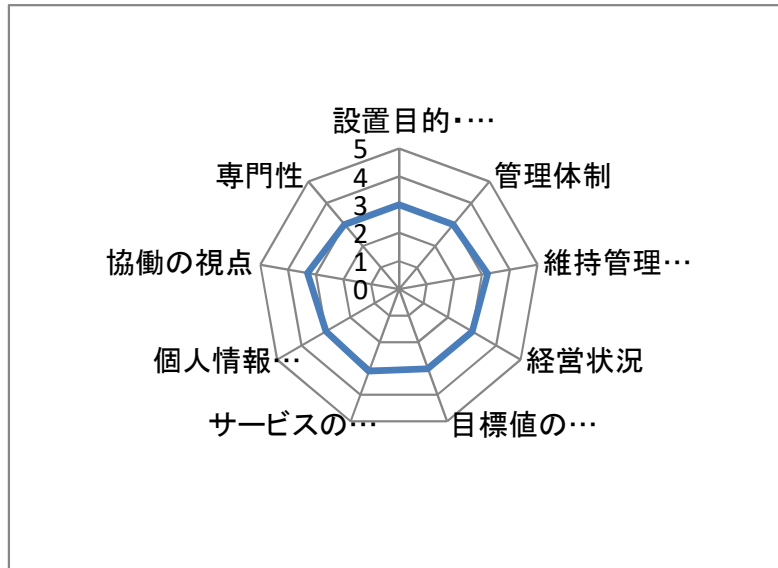 設置目的・…
管理体制
維持管理…
経営状況
目標値の…
サービスの…
個人情報…
協働の視点
専門性
5
4
3
2
1
0